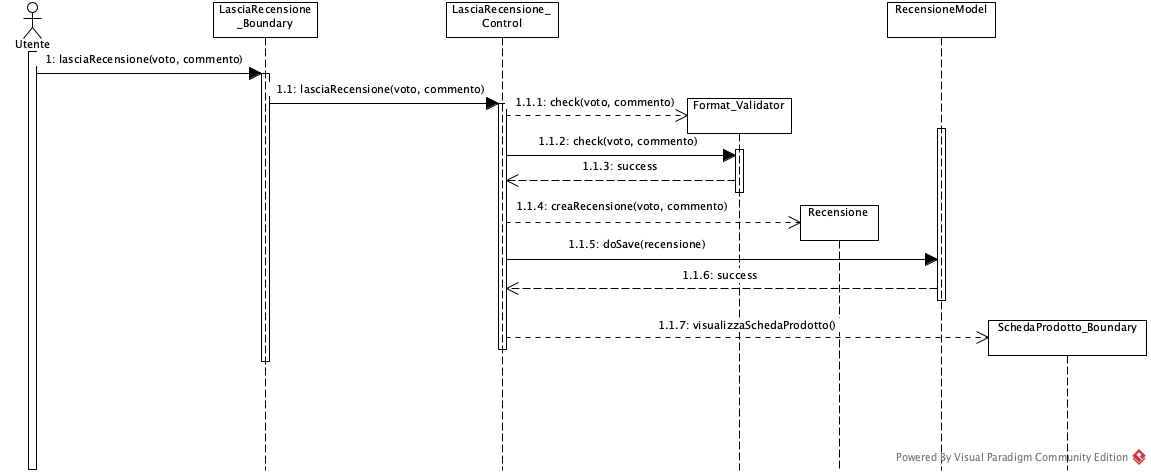 LasciaRecensione
_Boundary
LasciaRecensione_
Control
RecensioneModel
Utente
1: lasciaRecensione(voto, commento)
1.1: lasciaRecensione(voto, commento)
1.1.1: check(voto, commento)
Format_Validator
1.1.2: check(voto, commento)
1.1.3: success
1.1.4: creaRecensione(voto, commento)
Recensione
1.1.5: doSave(recensione)
1.1.6: success
1.1.7: visualizzaSchedaProdotto()
SchedaProdotto_Boundary
Powered By Visual Paradigm Community Edition